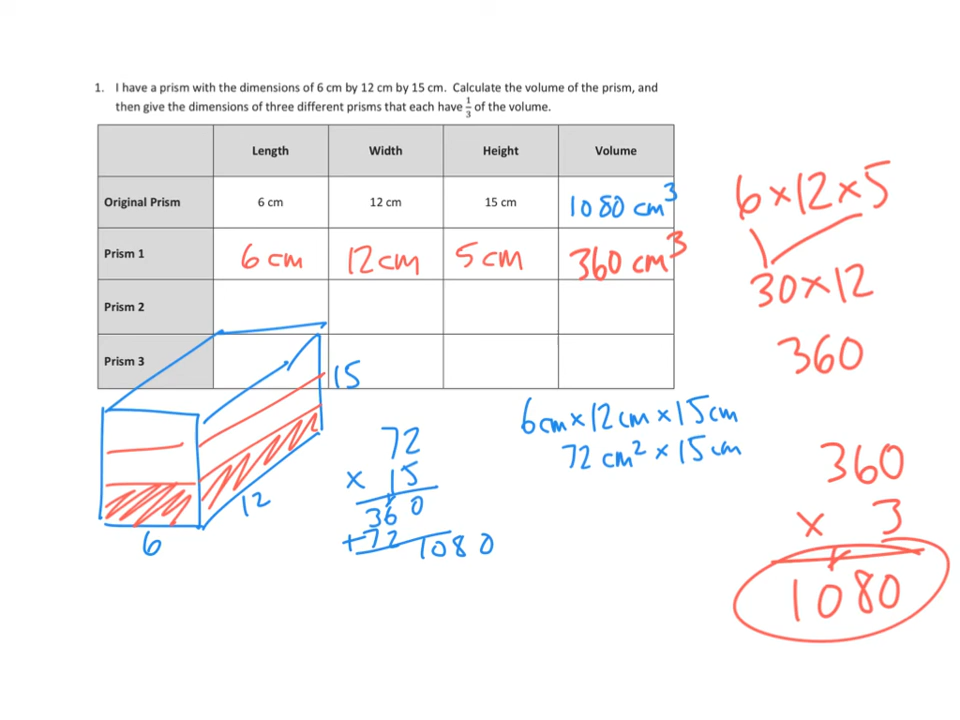 1. I have a prism with the dimensions of 6 cm by 12 cm by 15 cm. Calculate the volume of the prism, and
then give the dimensions of three different prisms that each have 1/3 of the volume.
Length Width Height Volume
Original Prism 6 cm 12 cm 15 cm 1080 cm³
Prism 1 6 cm 12 cm 5 cm 360 cm³
Prism 2
Prism 3
15
12
6
72
x 15
360
+72
1080
6cm x 12 cm x 15 cm
72 cm² x 15 cm
6 x 12 x 5
30 x 12
360
360
x 3
1080